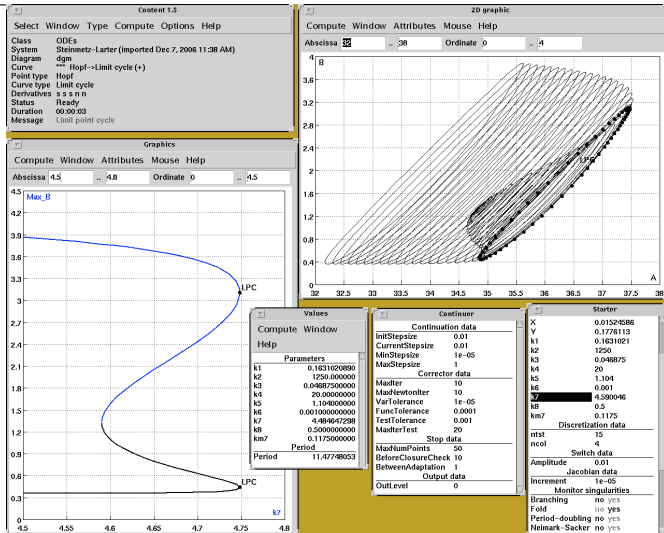 Content 1.5
Select Window Type Compute Options Help
Class ODEs
System Steinmetz-Larter (imported Dec 7, 2006 11:38 AM)
Diagram dgm
Curve *** Hopf->Limit cycle (+)
Point type Hopf
Curve type Limit cycle
Derivatives s s s n n
Status Ready
Duration 00:00:03
Message Limit point cycle
2D graphic
Compute Window Attributes Mouse Help
Abscissa 32 .. 38 Ordinate 0 .. 4
B
4
3.6
3.2
2.8
2.4
2
1.6
1.2
0.8
0.4
0
LPC
A
32 32.5 33 33.5 34 34.5 35 35.5 36 36.5 37 37.5 38
Graphics
Compute Window Attributes Mouse Help
Abscissa 4.5 .. 4.8 Ordinate 0 .. 4.5
4.5
Max_B
4.2
3.9
3.6
3.3
3
2.7
2.4
2.1
1.8
1.5
1.2
0.9
0.6
0.3
0
LPC
LPC
k7
4.5 4.55 4.6 4.65 4.7 4.75 4.8
Values
Compute Window
Help
Parameters
k1 0.1631020890
k2 1250.000000
k3 0.04687500000
k4 20.00000000
k5 1.104000000
k6 0.001000000000
k7 4.484647298
k8 0.5000000000
km7 0.1175000000
Period
Period 11.47748053
Continuer
Continuation data
InitStepsize 0.01
CurrentStepsize 0.01
MinStepsize 1e-05
MaxStepsize 1
Corrector data
MaxIter 10
MaxNewtonIter 10
VarTolerance 1e-05
FuncTolerance 0.0001
TestTolerance 0.001
MaxIterTest 20
Stop data
MaxNumPoints 50
BeforeClosureCheck 10
BetweenAdaptation 1
Output data
OutLevel 0
Starter
X 0.01524586
Y 0.1776113
k1 0.1631021
k2 1250
k3 0.046875
k4 20
k5 1.104
k6 0.001
k7 4.590046
k8 0.5
km7 0.1175
Discretization data
ntst 15
ncol 4
Switch data
Amplitude 0.01
Jacobian data
Increment 1e-05
Monitor singularities
Branching no yes
Fold no yes
Period-doubling no yes
Neimark-Sacker no yes